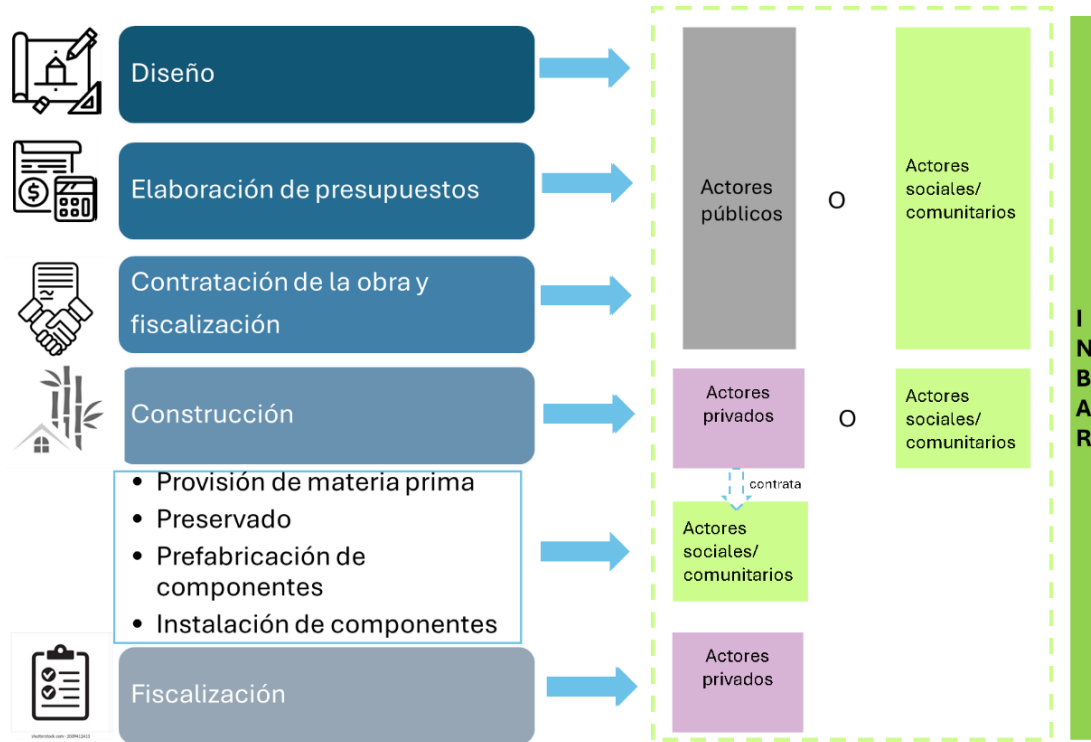 Diseño
Elaboración de presupuestos
Actores
públicos
O
Actores
sociales/
comunitarios
Contratación de la obra y
fiscalización
Construcción
Actores
privados
O
Actores
sociales/
comunitarios
contrata
• Provisión de materia prima
• Preservado
• Prefabricación de
componentes
• Instalación de componentes
Actores
sociales/
comunitarios
Fiscalización
Actores
privados
I
N
B
A
R